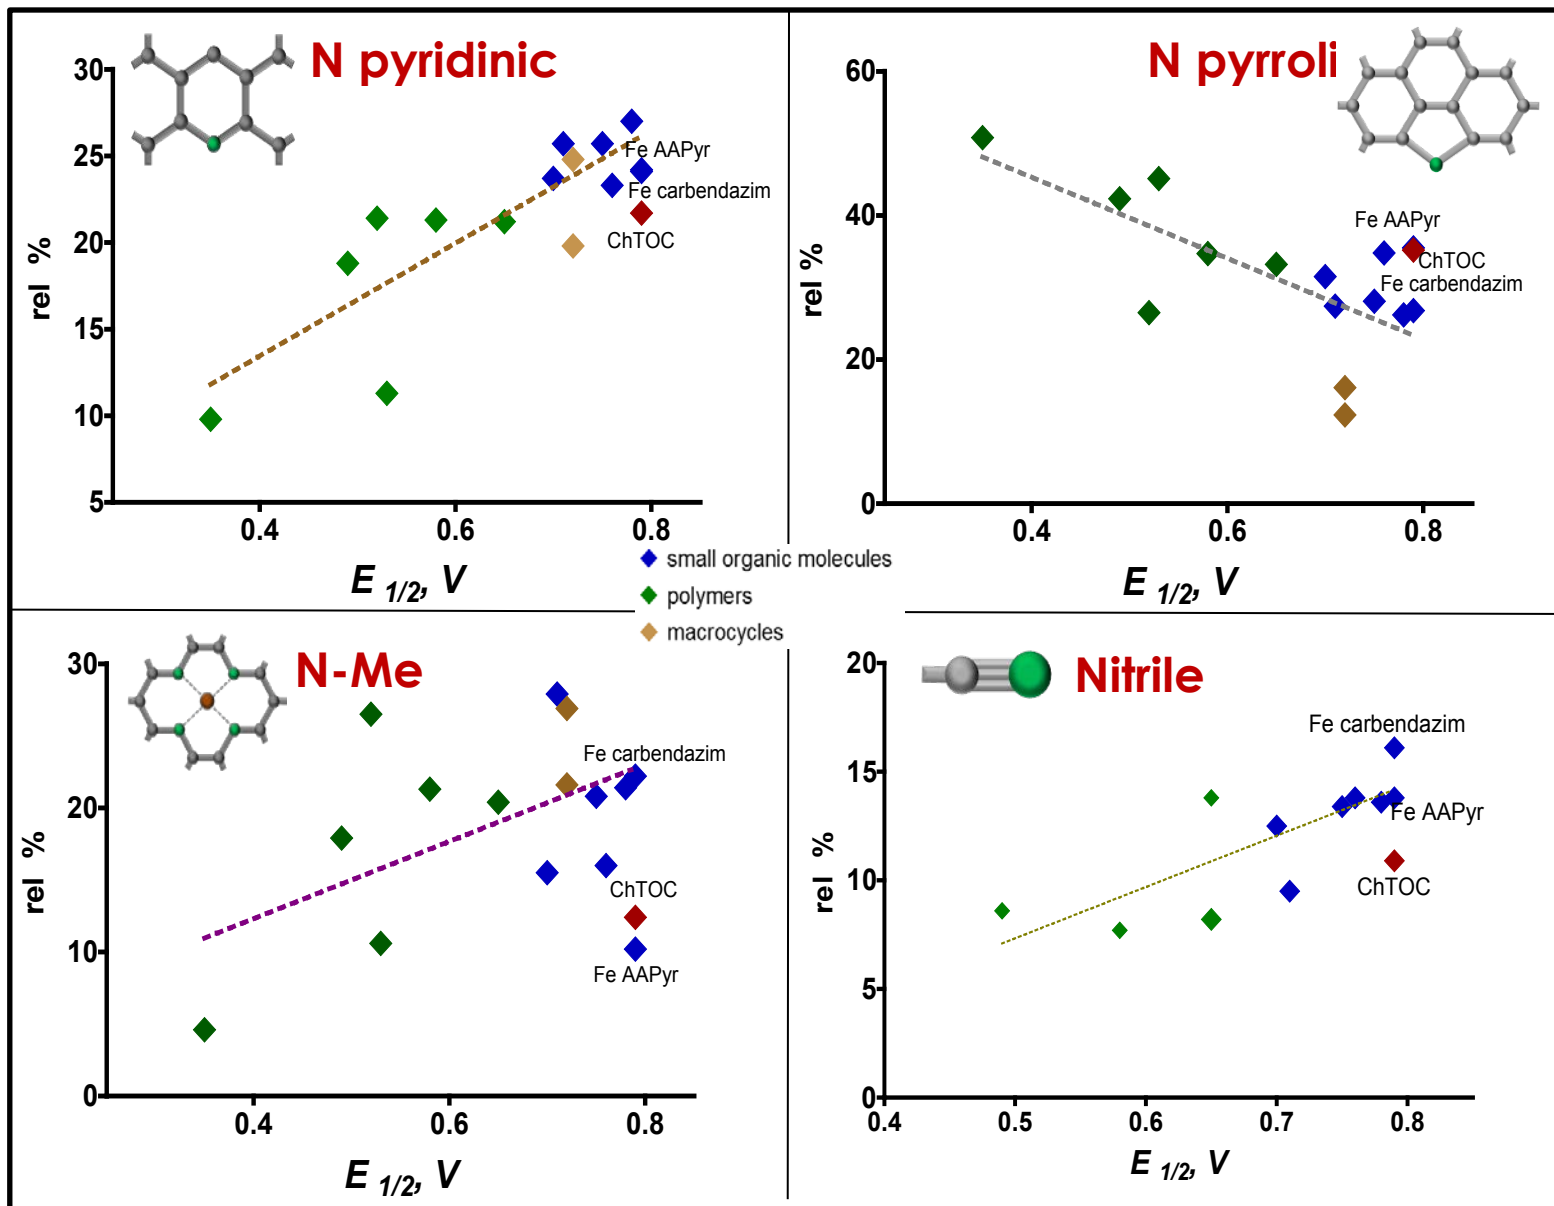 N pyridinic
30
25
20
15
10
5
rel %
Fe AAPyr
Fe carbendazim
ChTOC
0.4 0.6 0.8
E 1/2, V
N pyrroli
60
40
20
0
rel %
Fe AAPyr
ChTOC
Fe carbendazim
0.4 0.6 0.8
E 1/2, V
small organic molecules
polymers
macrocycles
N-Me
30
20
10
0
rel %
Fe carbendazim
ChTOC
Fe AAPyr
0.4 0.6 0.8
E 1/2, V
Nitrile
20
15
10
5
0
rel %
Fe carbendazim
Fe AAPyr
ChTOC
0.4 0.5 0.6 0.7 0.8
E 1/2, V